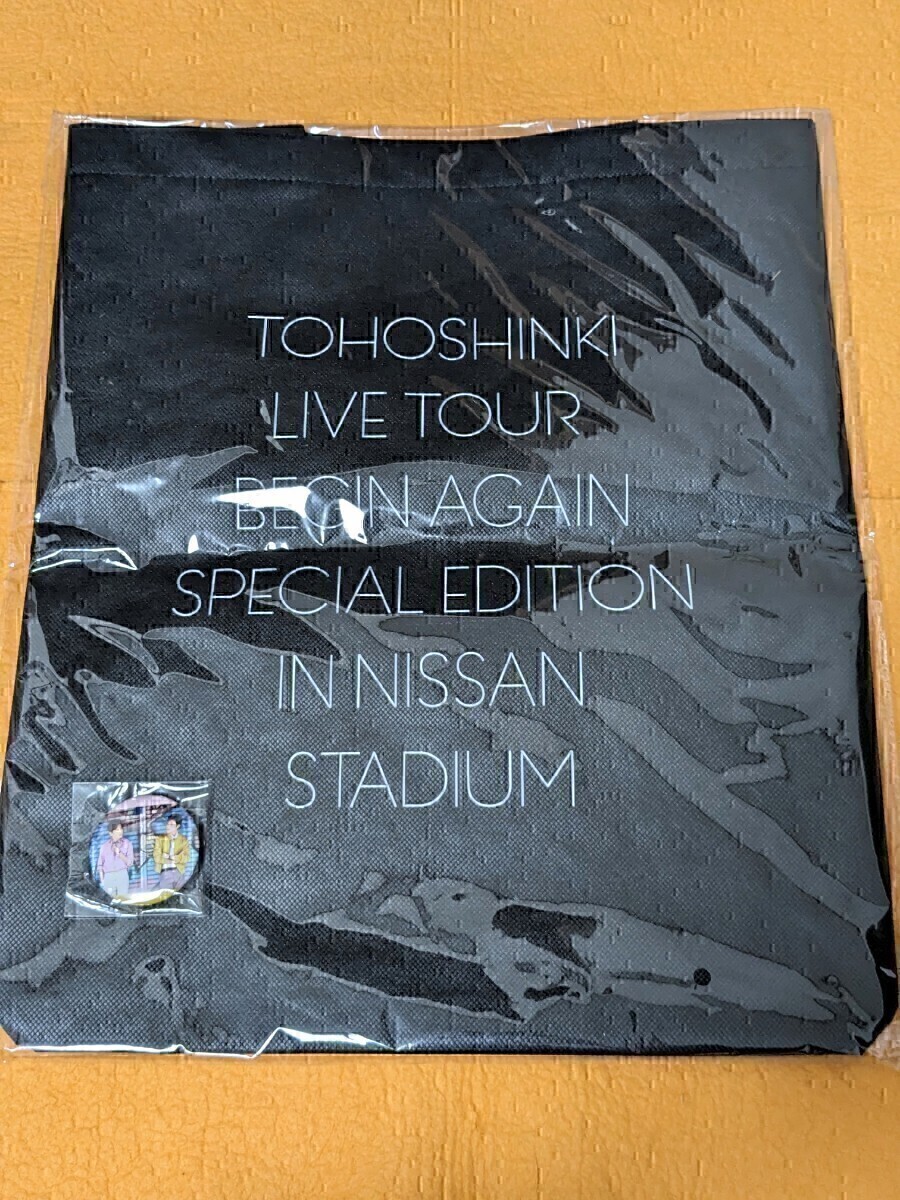 TOHOSHINKI
LIVE TOUR
BEGIN AGAIN
SPECIAL EDITION
IN NISSAN
STADIUM